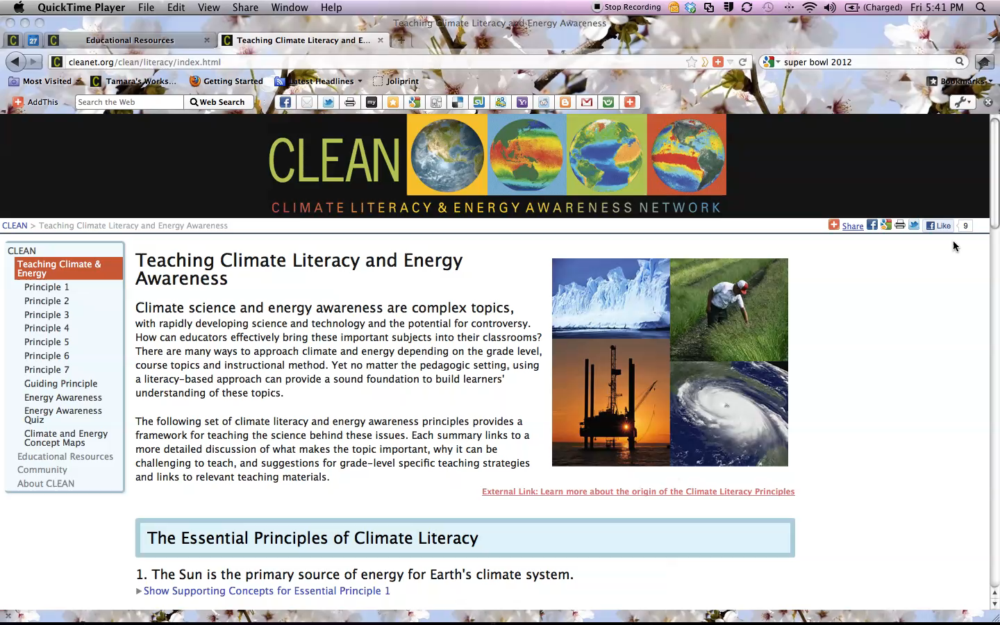 QuickTime Player File Edit View Share Window Help Stop Recording (Charged) Fri 5:41 PM
Teaching Climate Literacy and Energy Awareness
27 Educational Resources Teaching Climate Literacy and E...
cleanet.org/clean/literacy/index.html super bowl 2012
Most Visited Tamara's Works... Getting Started Latest Headlines Joliprint Bookmarks
AddThis Search the Web Web Search my
CLEAN
CLIMATE LITERACY & ENERGY AWARENESS NETWORK
CLEAN > Teaching Climate Literacy and Energy Awareness Share Like 9
CLEAN
Teaching Climate &
Energy
Principle 1
Principle 2
Principle 3
Principle 4
Principle 5
Principle 6
Principle 7
Guiding Principle
Energy Awareness
Energy Awareness
Quiz
Climate and Energy
Concept Maps
Educational Resources
Community
About CLEAN
Teaching Climate Literacy and Energy
Awareness
Climate science and energy awareness are complex topics,
with rapidly developing science and technology and the potential for controversy.
How can educators effectively bring these important subjects into their classrooms?
There are many ways to approach climate and energy depending on the grade level,
course topics and instructional method. Yet no matter the pedagogic setting, using
a literacy-based approach can provide a sound foundation to build learners'
understanding of these topics.
The following set of climate literacy and energy awareness principles provides a
framework for teaching the science behind these issues. Each summary links to a
more detailed discussion of what makes the topic important, why it can be
challenging to teach, and suggestions for grade-level specific teaching strategies
and links to relevant teaching materials.
External Link: Learn more about the origin of the Climate Literacy Principles
The Essential Principles of Climate Literacy
1. The Sun is the primary source of energy for Earth's climate system.
Show Supporting Concepts for Essential Principle 1